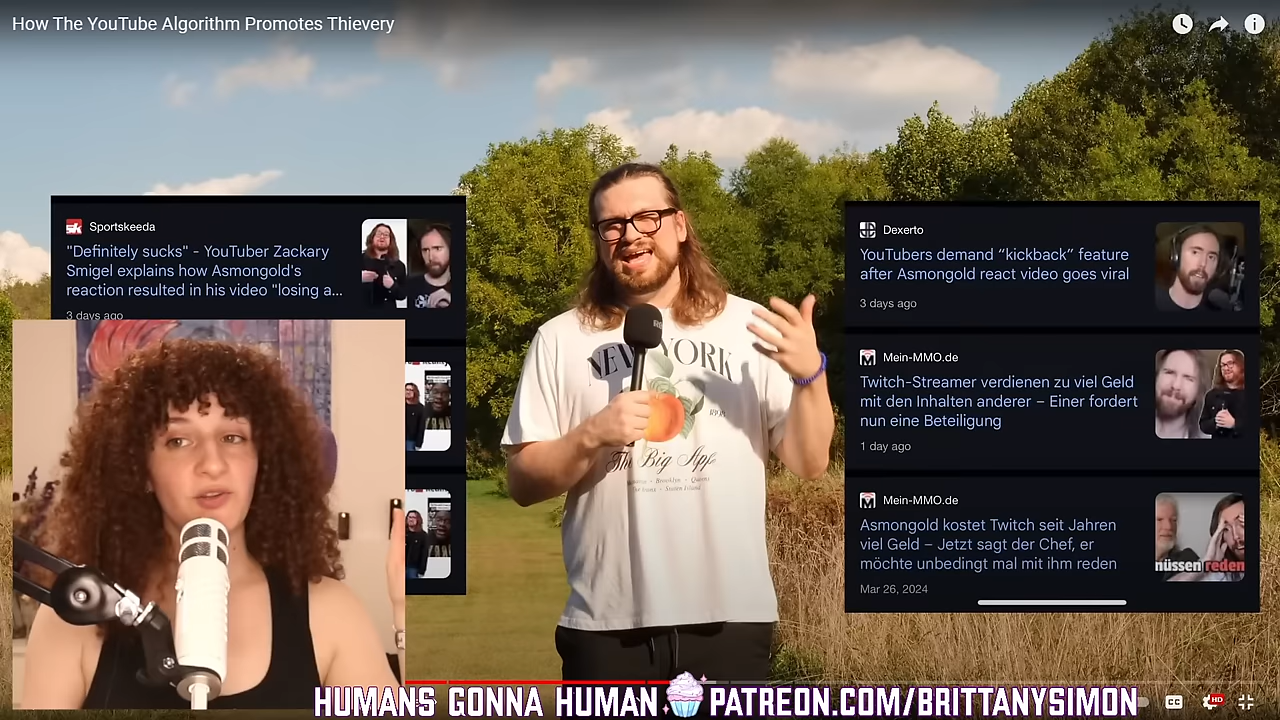 How The YouTube Algorithm Promotes Thievery
Sportskeeda
"Definitely sucks" - YouTuber Zackary
Smigel explains how Asmongold's
reaction resulted in his video "losing a...
3 days ago
Dexerto
YouTubers demand “kickback” feature
after Asmongold react video goes viral
3 days ago
Mein-MMO.de
Twitch-Streamer verdienen zu viel Geld
mit den Inhalten anderer – Einer fordert
nun eine Beteiligung
1 day ago
Mein-MMO.de
Asmongold kostet Twitch seit Jahren
viel Geld – Jetzt sagt der Chef, er
möchte unbedingt mal mit ihm reden
Mar 26, 2024
nüssen reden
NEW YORK
The Big App
HUMANS GONNA HUMAN PATREON.COM/BRITTANYSIMON
CC
HD